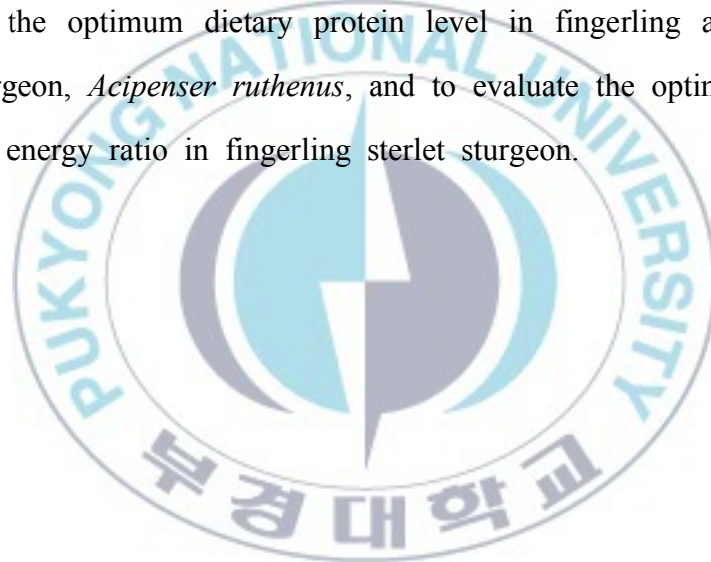 the optimum dietary protein level in fingerling a
rgeon, Acipenser ruthenus, and to evaluate the optin
energy ratio in fingerling sterlet sturgeon.
PUKYONG NATIONAL UNIVERSITY
부경대학교